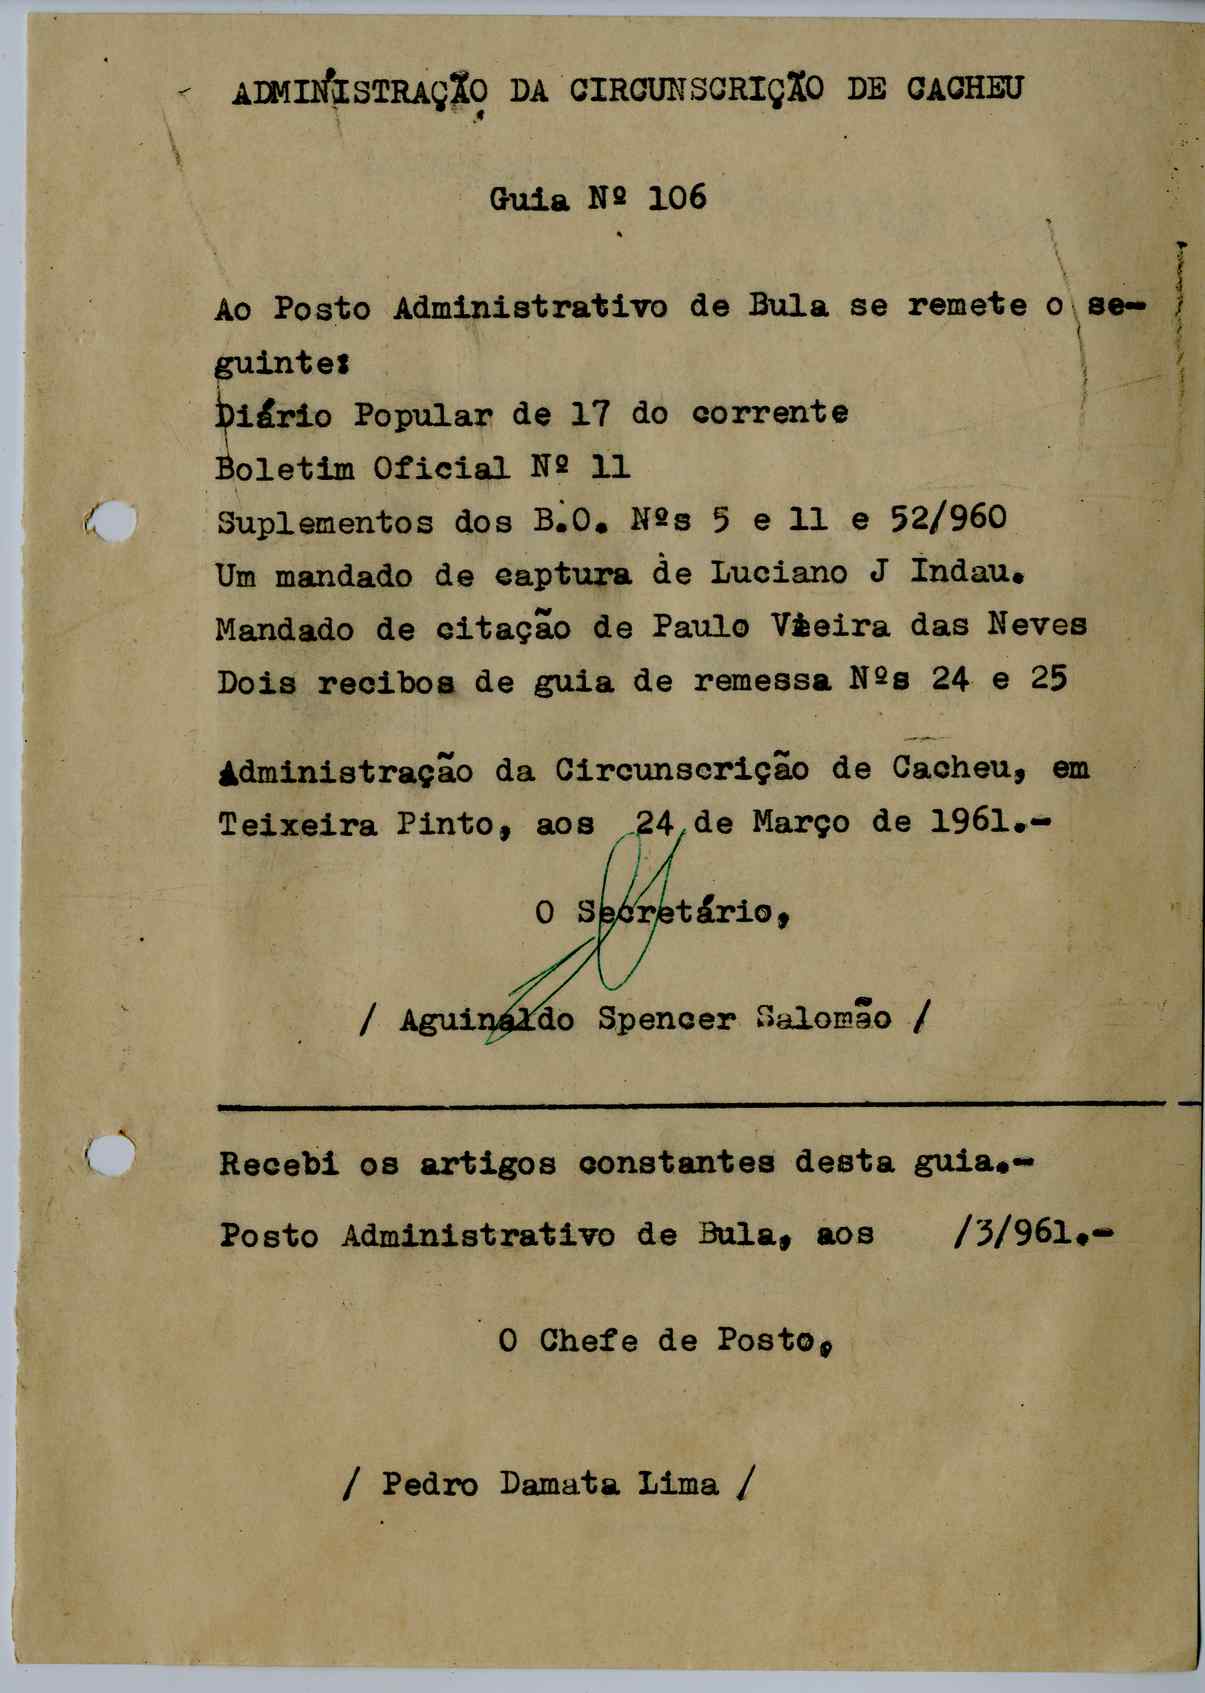 ADMINISTRAÇÃO DA CIRCUNSCRIÇÃO DE CACHEU
Guia Nº 106
Ao Posto Administrativo de Bula se remete o se-
guinte:
Diário Popular de 17 do corrente
Boletim Oficial Nº 11
Suplementos dos B.O. Nºs 5 e 11 e 52/960
Um mandado de captura de Luciano J Indau.
Mandado de citação de Paulo Vieira das Neves
Dois recibos de guia de remessa Nºs 24 e 25
Administração da Circunscrição de Cacheu, em
Teixeira Pinto, aos 24 de Março de 1961.-
O Secretário,
/ Aguinaldo Spencer Salomão /
Recebi os artigos constantes desta guia.-
Posto Administrativo de Bula, aos /3/961.-
O Chefe de Posto,
/ Pedro Damata Lima /